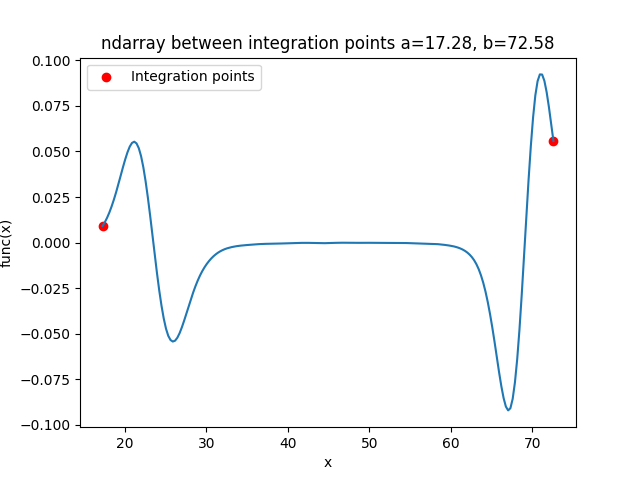 ndarray between integration points a=17.28, b=72.58
Integration points
0.100
0.075
0.050
0.025
0.000
−0.025
−0.050
−0.075
−0.100
func(x)
20 30 40 50 60 70
x